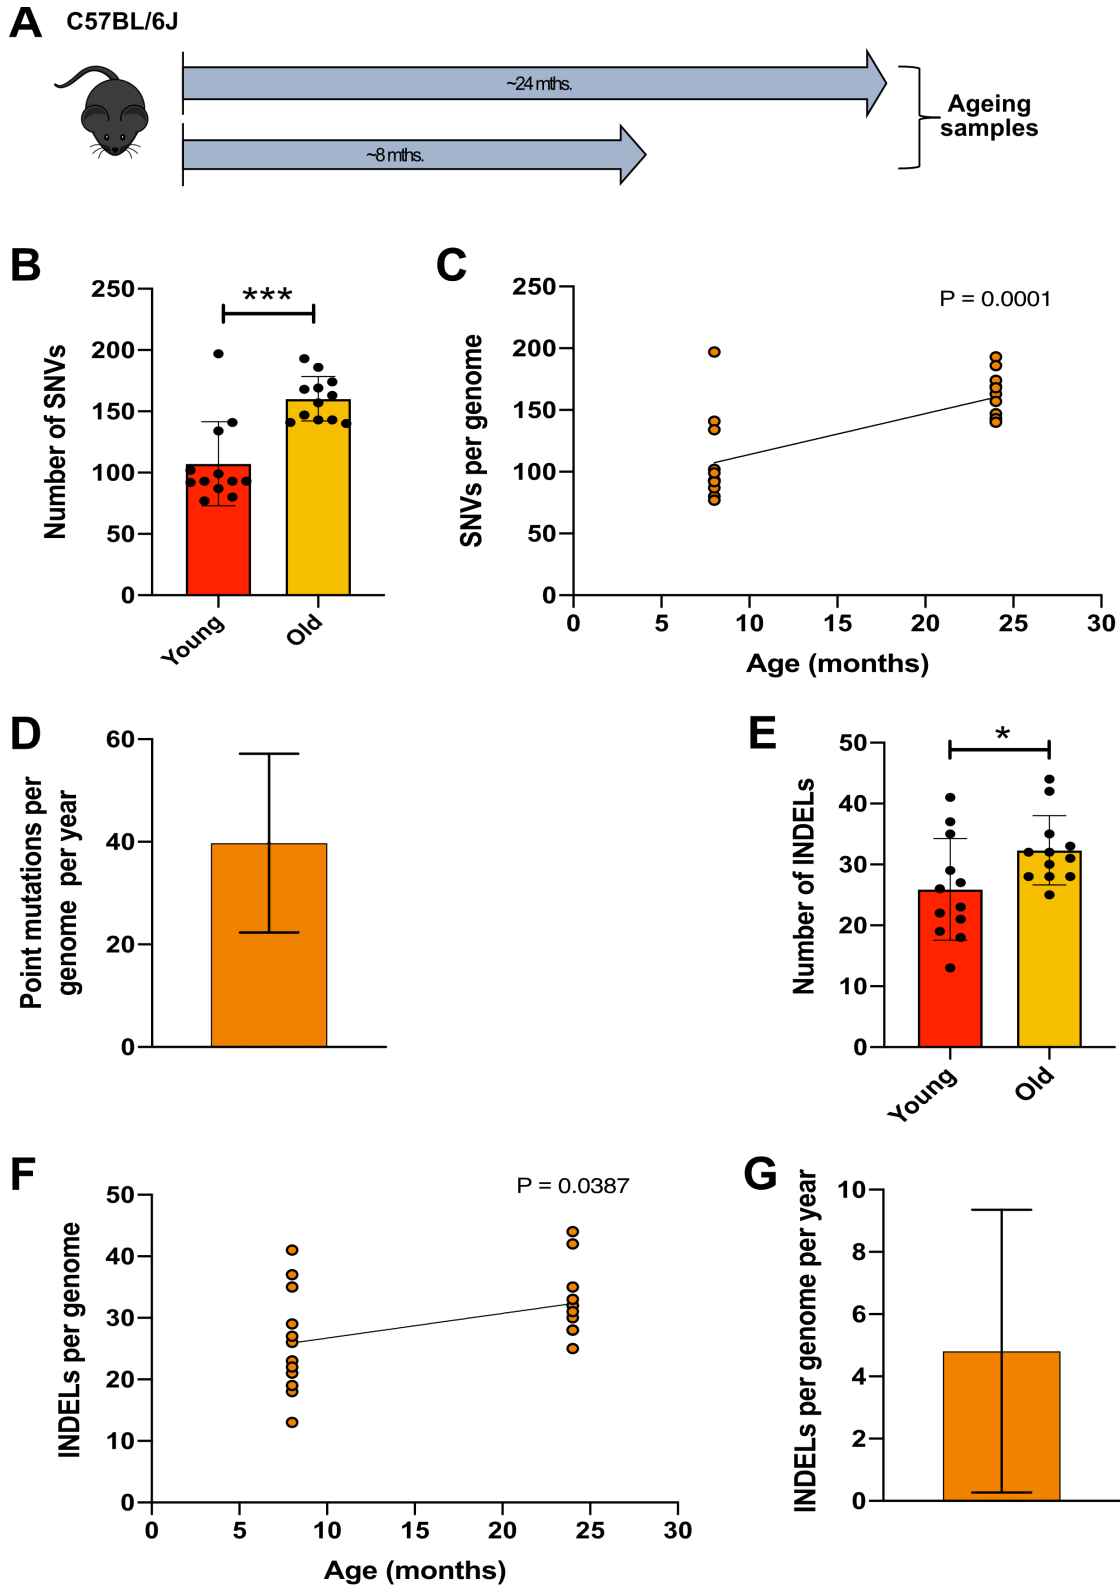 A
C57BL/6J
~24 mths.
~8 mths.
Ageing
samples
B
Number of SNVs
250
200
150
100
50
0
***
Young
Old
C
SNVs per genome
250
200
150
100
50
0
P = 0.0001
0 5 10 15 20 25 30
Age (months)
D
Point mutations per
genome per year
60
40
20
0
E
Number of INDELs
50
40
30
20
10
0
*
Young
Old
F
INDELs per genome
50
40
30
20
10
0
P = 0.0387
0 5 10 15 20 25 30
Age (months)
G
INDELs per genome per year
10
8
6
4
2
0